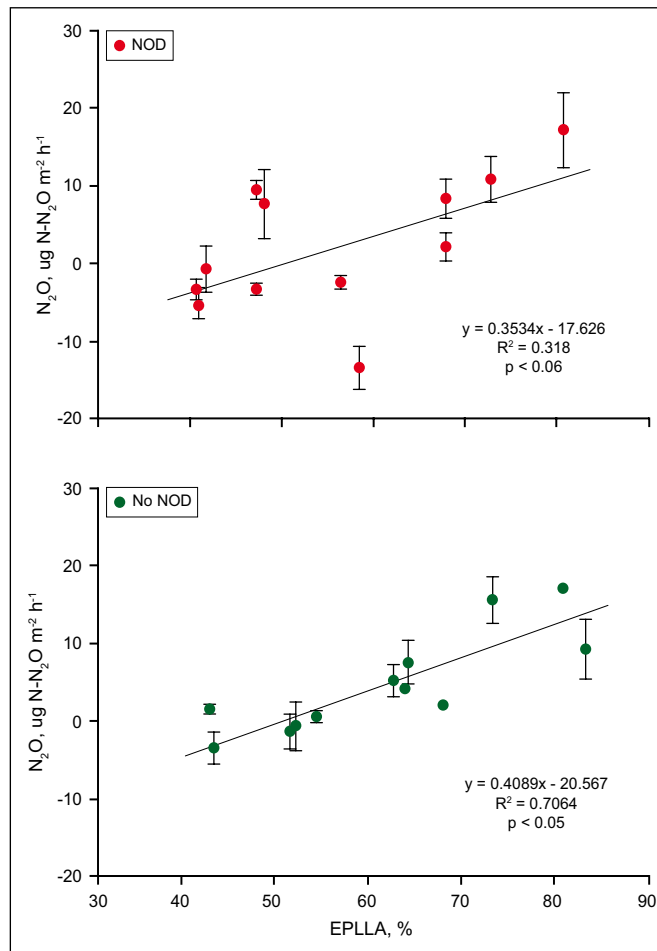 30
NOD
20
10
0
-10
-20
N₂O, ug N-N₂O m⁻² h⁻¹
y = 0.3534x - 17.626
R² = 0.318
p < 0.06
30
No NOD
20
10
0
-10
-20
N₂O, ug N-N₂O m⁻² h⁻¹
y = 0.4089x - 20.567
R² = 0.7064
p < 0.05
30 40 50 60 70 80 90
EPLLA, %